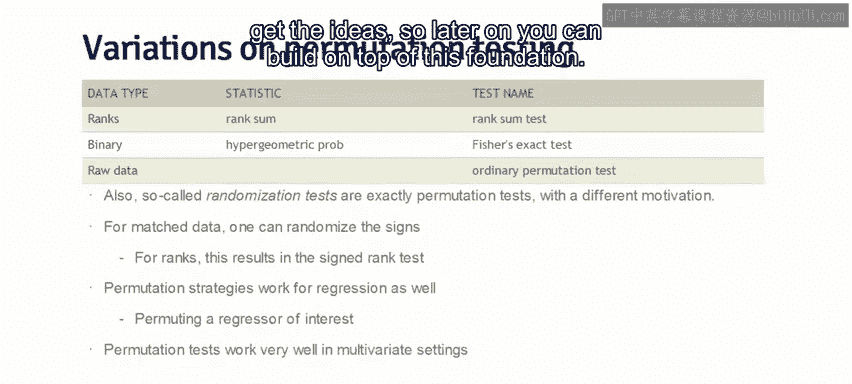 GPT中英字幕课程资源@bilibili.com
get the ideas, so later on you can
build on top of this foundation.
Variations on permutation testing
DATA TYPE STATISTIC TEST NAME
Ranks rank sum rank sum test
Binary hypergeometric prob Fisher's exact test
Raw data ordinary permutation test
· Also, so-called randomization tests are exactly permutation tests, with a different motivation.
· For matched data, one can randomize the signs
- For ranks, this results in the signed rank test
· Permutation strategies work for regression as well
- Permuting a regressor of interest
· Permutation tests work very well in multivariate settings